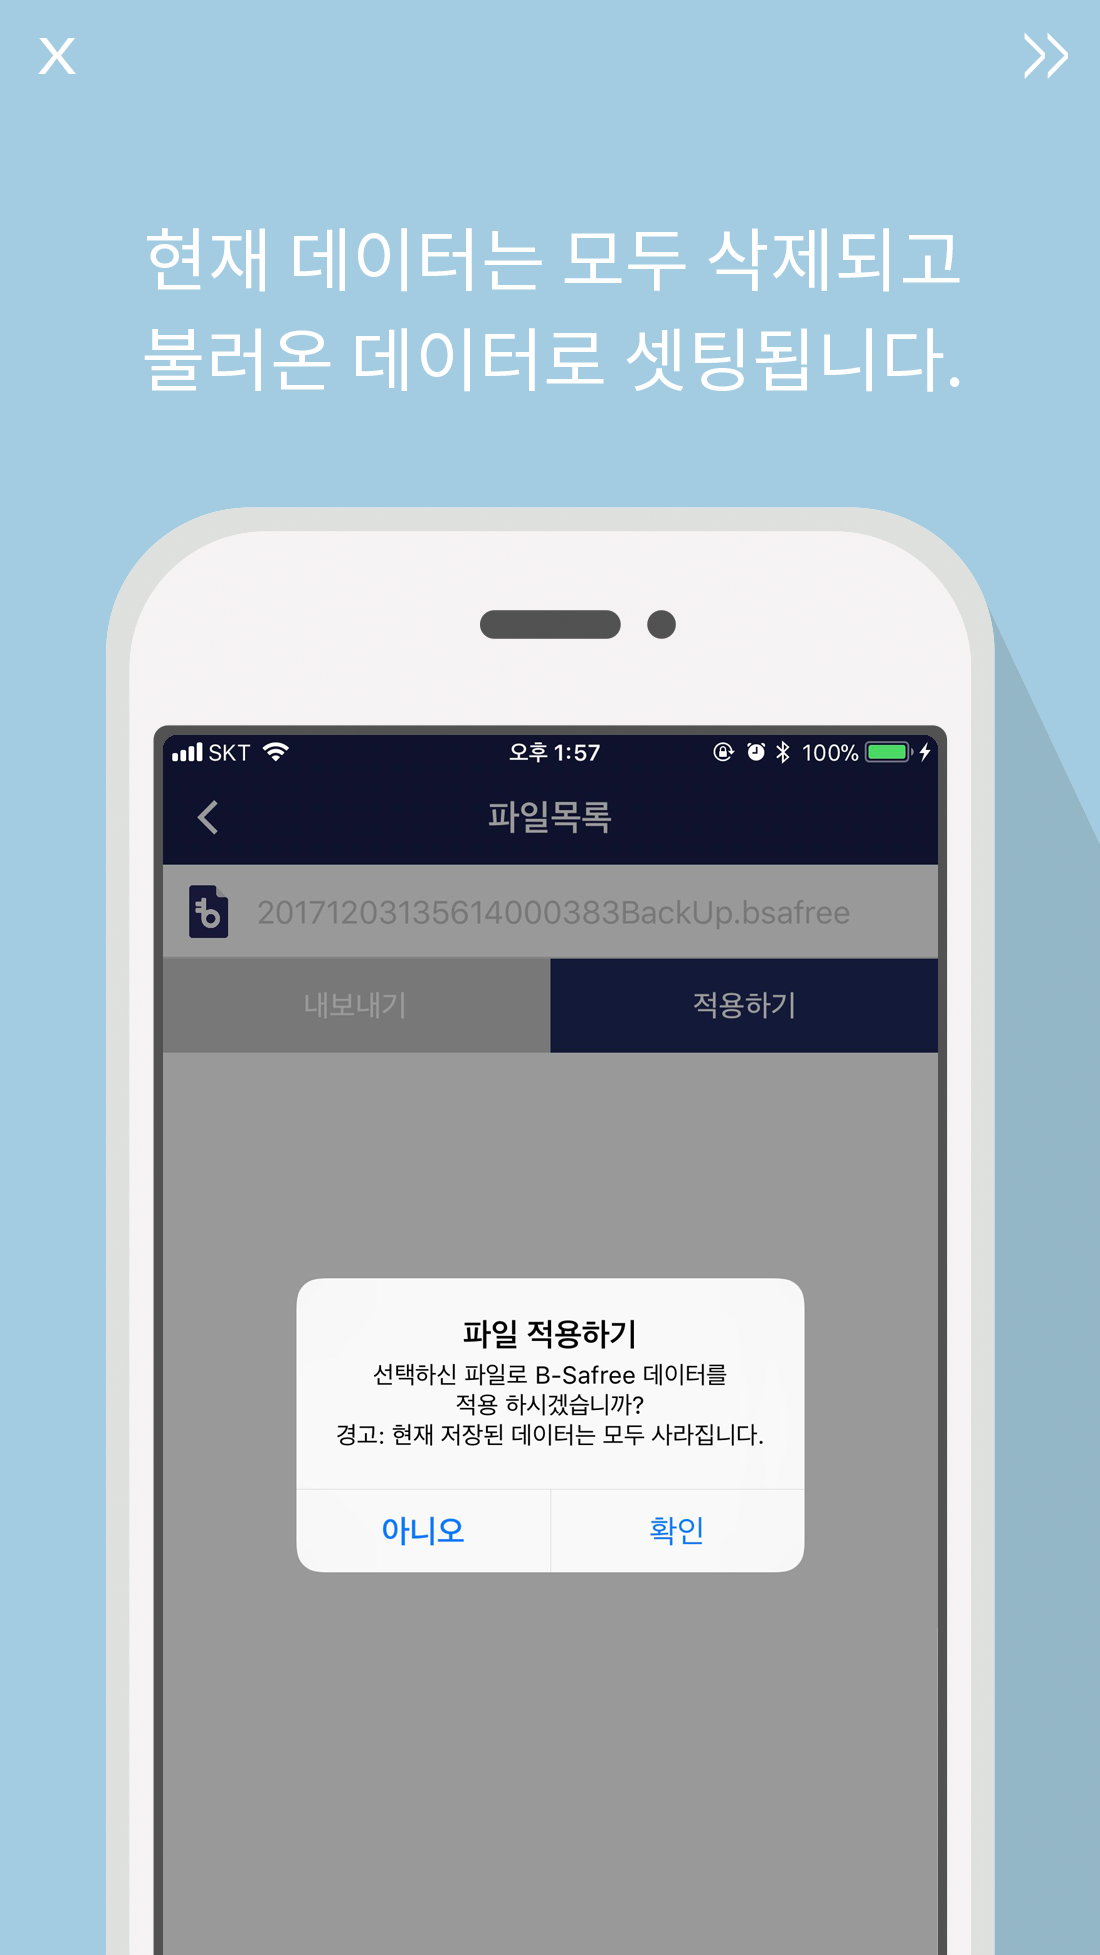 X
현재 데이터는 모두 삭제되고
불러온 데이터로 셋팅됩니다.
SKT 오후 1:57 100%
파일목록
20171203135614000383BackUp.bsafree
내보내기 적용하기
파일 적용하기
선택하신 파일로 B-Safree 데이터를
적용 하시겠습니까?
경고: 현재 저장된 데이터는 모두 사라집니다.
아니오 확인